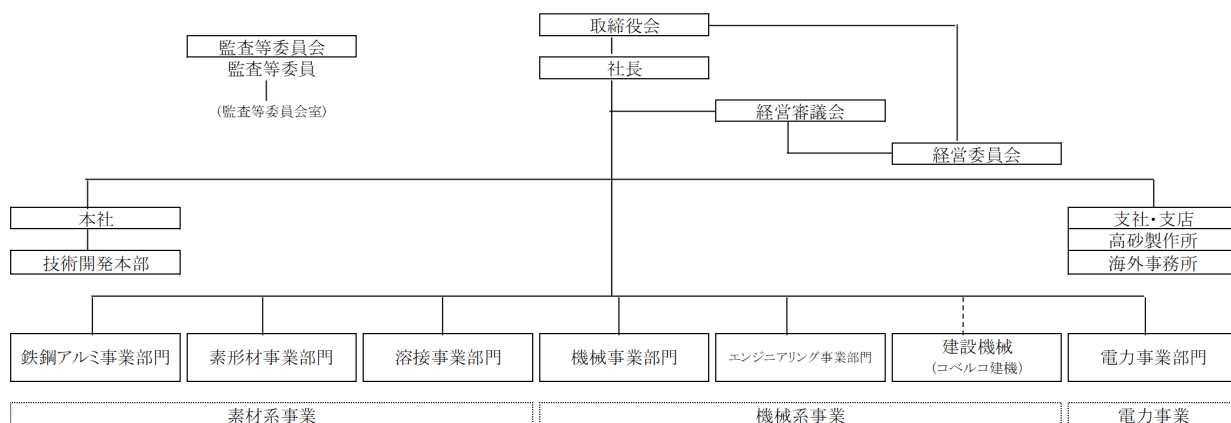 取締役会
監査等委員会
監査等委員
社長
(監査等委員会室)
経営審議会
経営委員会
本社
支社・支店
高砂製作所
技術開発本部
海外事務所
鉄鋼アルミ事業部門
素形材事業部門
溶接事業部門
機械事業部門
エンジニアリング事業部門
建設機械
(コベルコ建機)
電力事業部門
素材系事業
機械系事業
電力事業